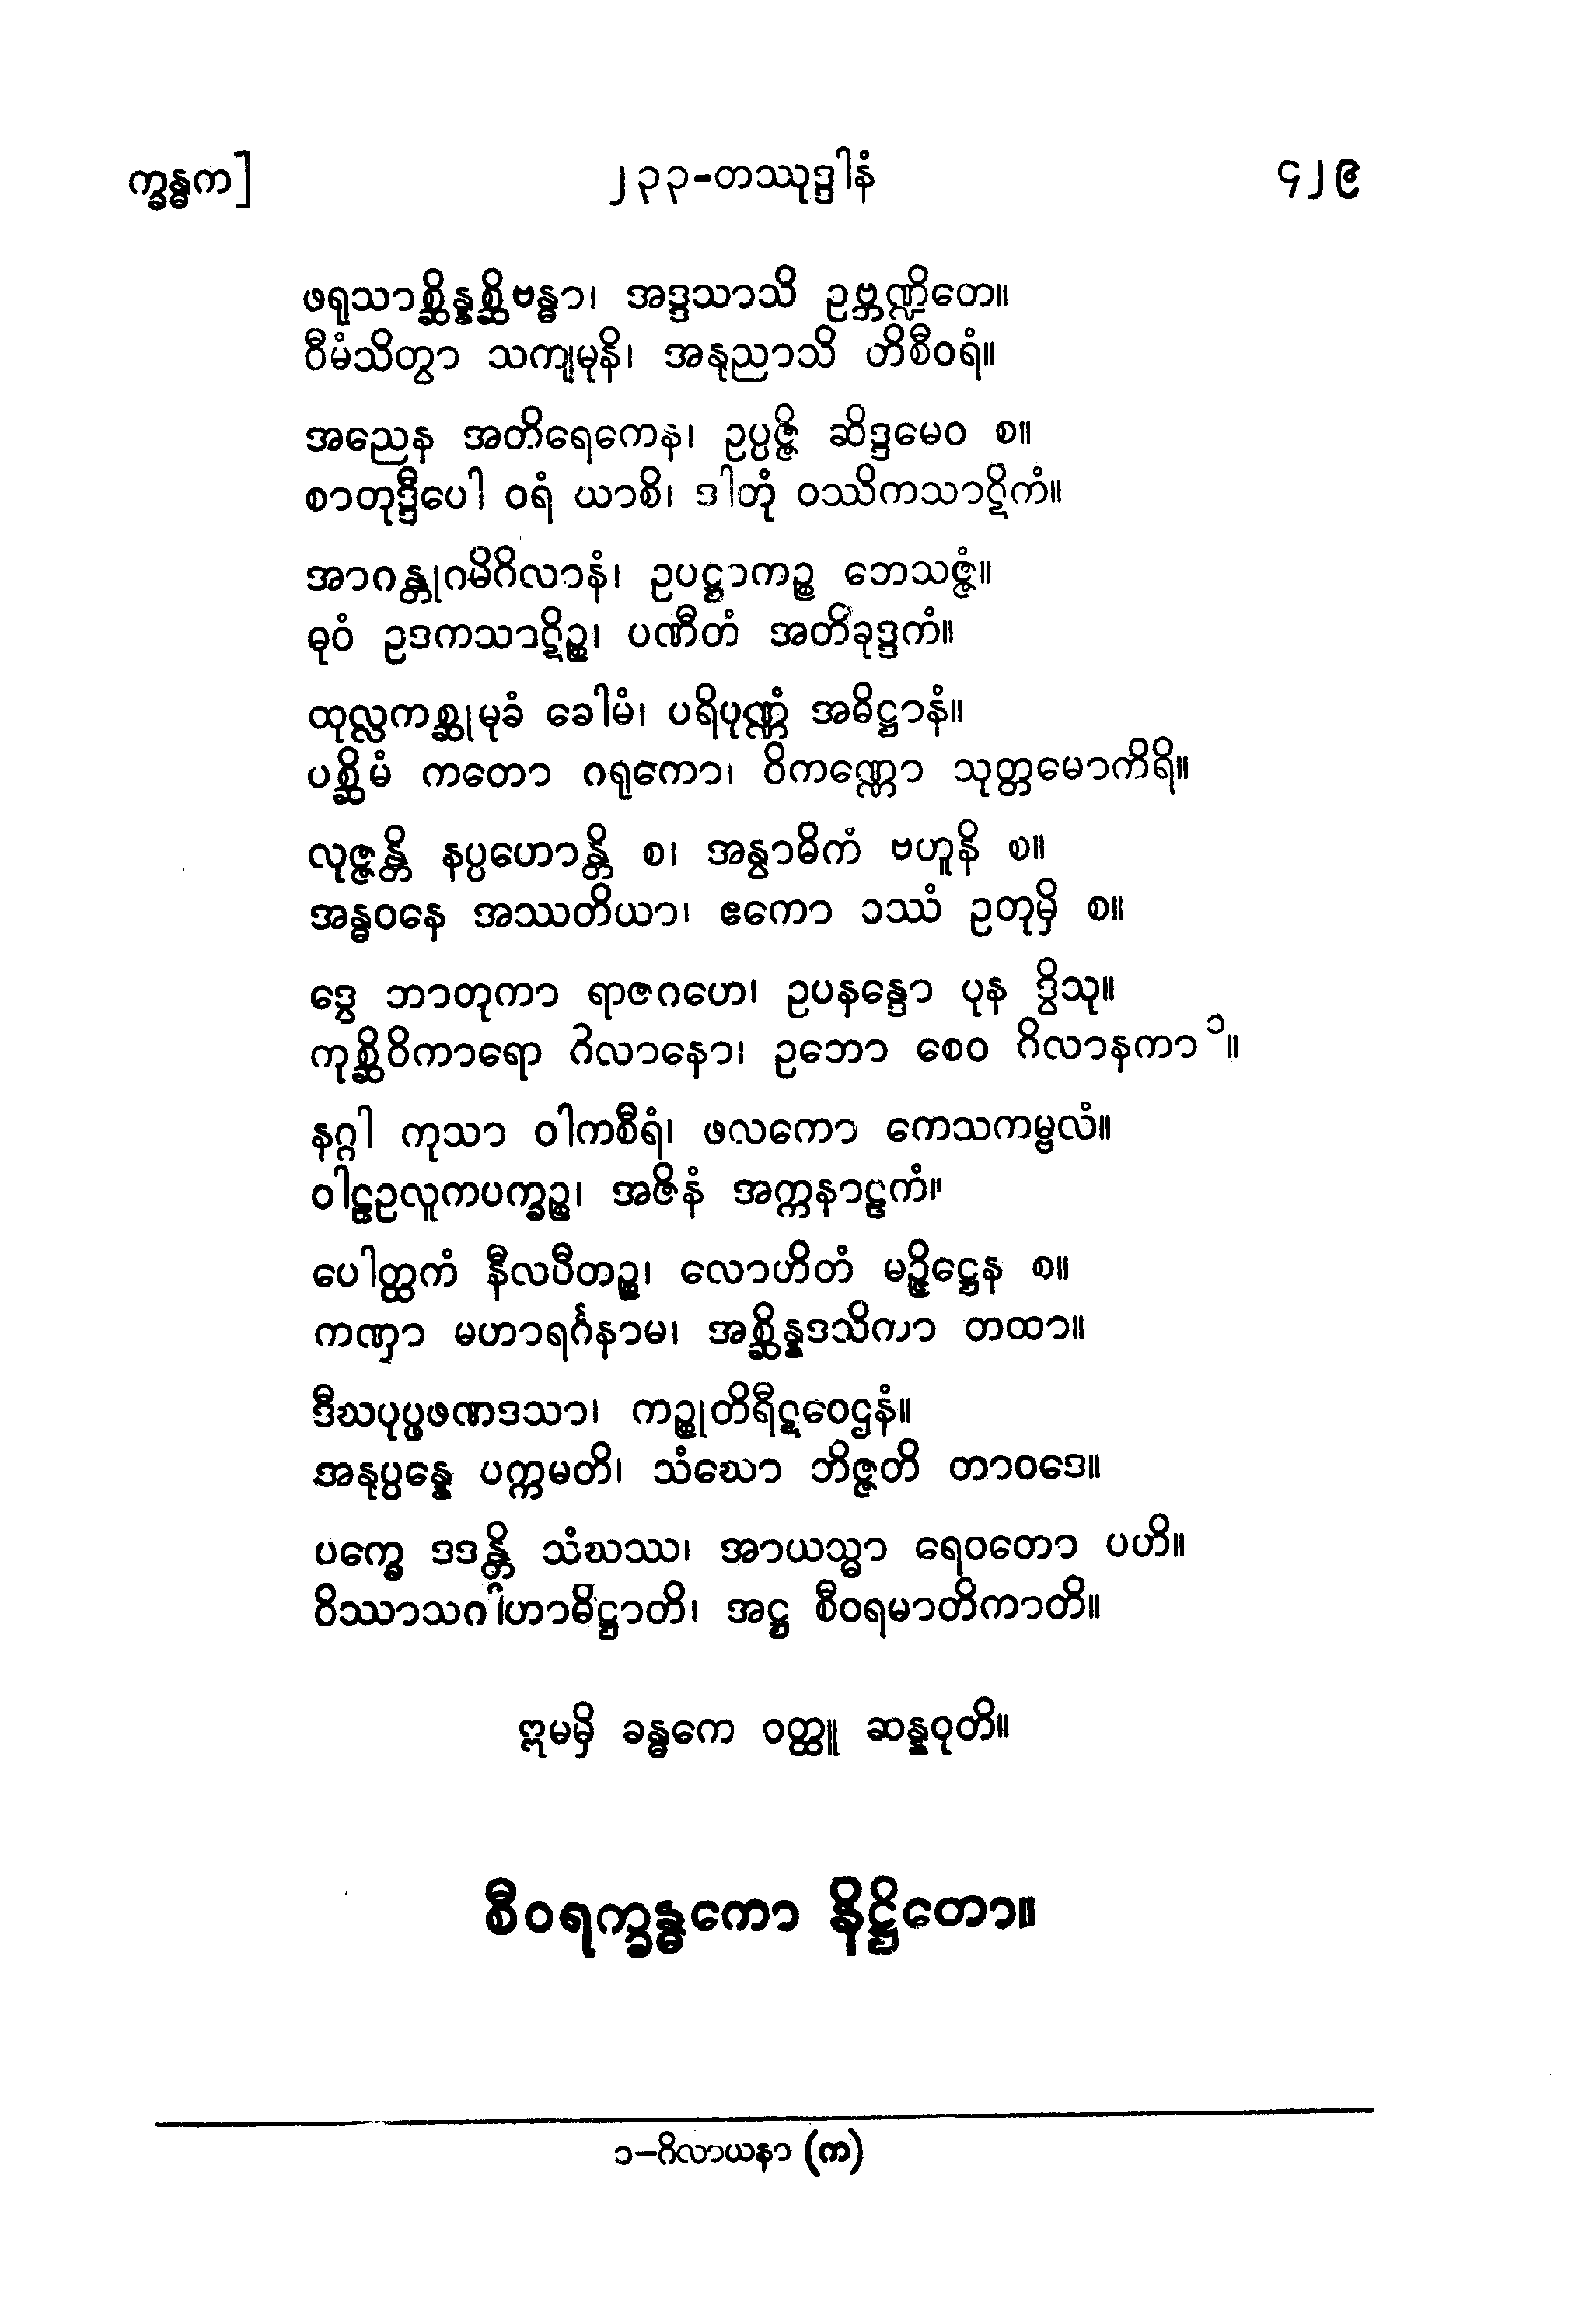 က္ခန္ဓက] ၂၃၃-တဿုဒ္ဒါနံ ၄၂၉
ဖရုသာစ္ဆိန္နစ္ဆိဗန္ဓာ၊ အဒ္ဒသာသိ ဥဗ္ဘဏ္ဍိတေ။
ဝီမံသိတွာ သကျမုနိ၊ အနုညာသိ တိစီဝရံ။
အညေန အတိရေကေန၊ ဥပ္ပဇ္ဇိ ဆိဒ္ဒမေဝ စ။
စာတုဒ္ဒီပေါ ဝရံ ယာစိ၊ ဒါတုံ ဝဿိကသာဋိကံ။
အာဂန္တုဂမိဂိလာနံ၊ ဥပဋ္ဌာကဉ္စ ဘေသဇ္ဇံ။
ဓုဝံ ဥဒကသာဋိဉ္စ၊ ပဏီတံ အတိခုဒ္ဒကံ။
ထုလ္လကစ္ဆုမုခံ ခေါမံ၊ ပရိပုဏ္ဏံ အဓိဋ္ဌာနံ။
ပစ္ဆိမံ ကတော ဂရုကော၊ ဝိကဏ္ဏော သုတ္တမောကိရိ။
လုဇ္ဇန္တိ နပ္ပဟောန္တိ စ၊ အန္ဝာဓိကံ ဗဟူနိ စ။
အန္ဓဝနေ အဿတိယာ၊ ဧကော ဝဿံ ဥတုမှိ စ။
ဒွေ ဘာတုကာ ရာဇဂဟေ၊ ဥပနန္ဒော ပုန ဒွိသု။
ကုစ္ဆိဝိကာရော ဂိလာနော၊ ဥဘော စေဝ ဂိလာနကာ ၁။
နဂ္ဂါ ကုသာ ဝါကစီရံ၊ ဖလကော ကေသကမ္ဗလံ။
ဝါဠဥလူကပက္ခဉ္စ၊ အဇိနံ အက္ကနာဠကံ။
ပေါတ္ထကံ နီလပီတဉ္စ၊ လောဟိတံ မဉ္ဇိဋ္ဌေန စ။
ကဏှာ မဟာရင်္ဂနာမ၊ အစ္ဆိန္နဒသိကာ တထာ။
ဒီဃပုပ္ဖဖဏဒသာ၊ ကဉ္စုတိရီဋဝေဌနံ။
အနုပ္ပန္နေ ပက္ကမတိ၊ သံဃော ဘိဇ္ဇတိ တာဝဒေ။
ပက္ခေ ဒဒန္တိ သံဃဿ၊ အာယသ္မာ ရေဝတော ပဟိ။
ဝိဿာသဂါဟာဓိဋ္ဌာတိ၊ အဋ္ဌ စီဝရမာတိကာတိ။
ဣမမှိ ခန္ဓကေ ဝတ္ထူ ဆန္နဝုတိ။
စီဝရက္ခန္ဓကော နိဋ္ဌိတော။
၁–ဂိလာယနာ (က)